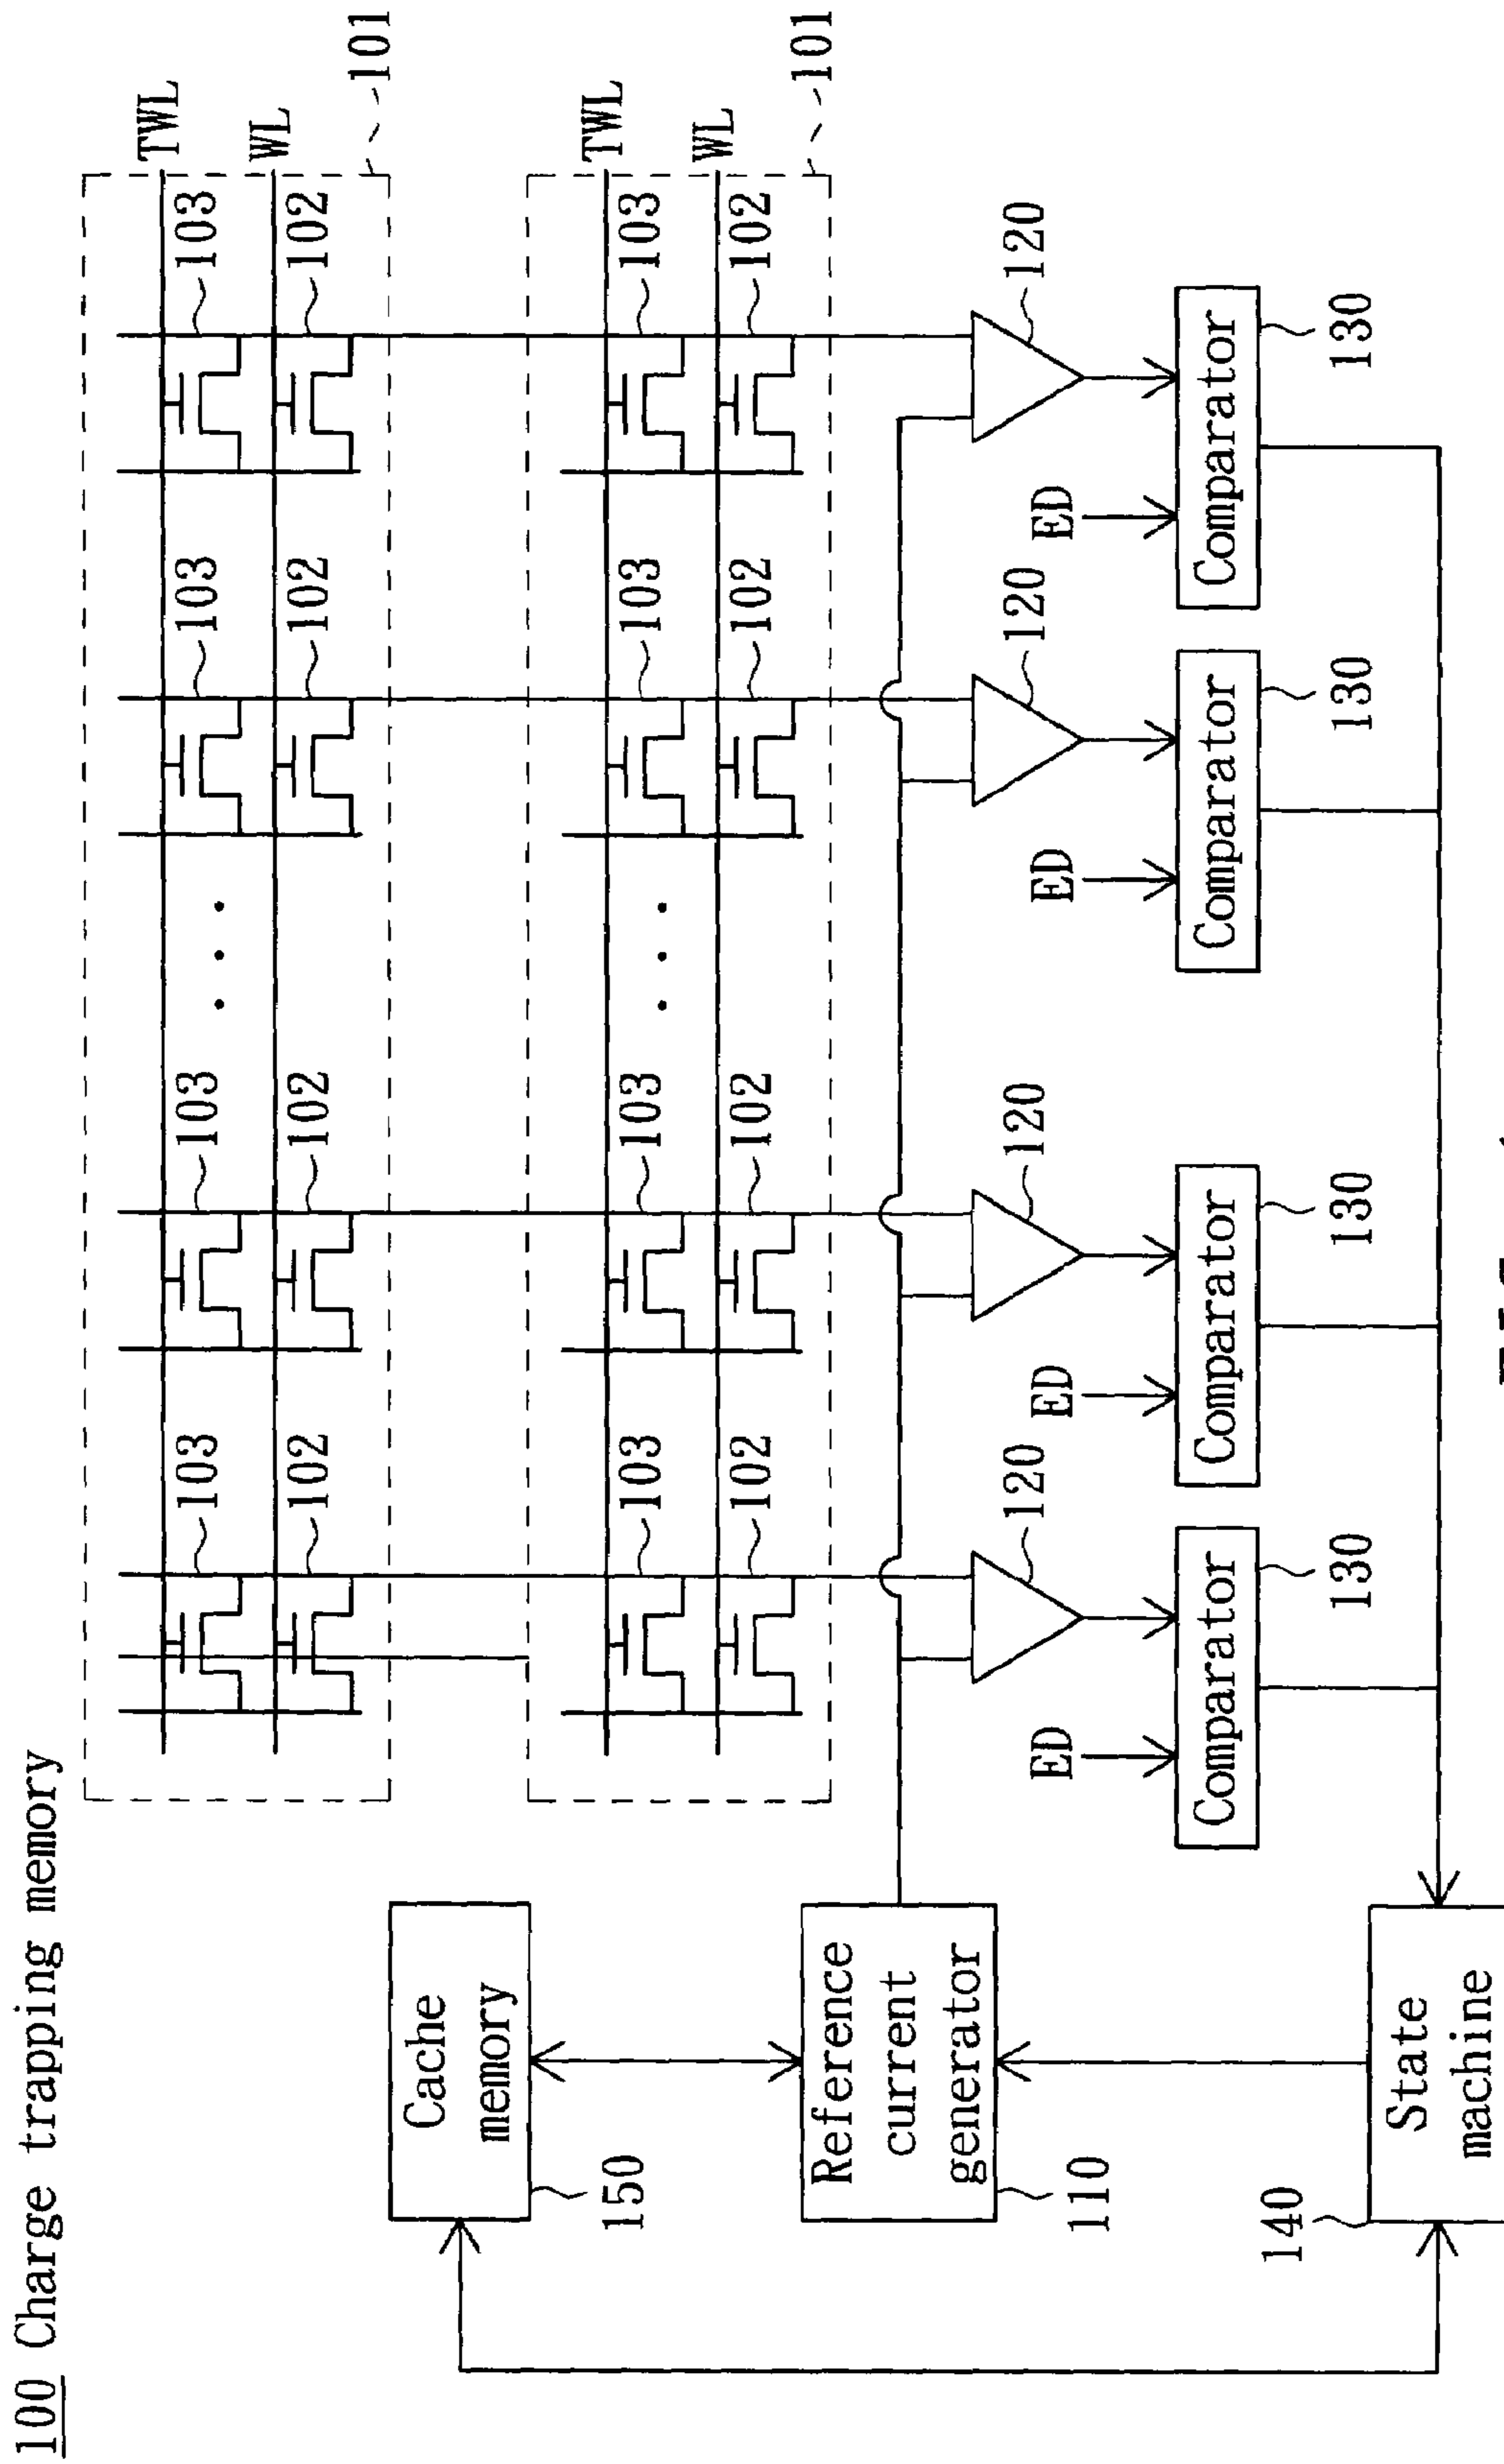 100 Charge trapping memory
TWL
103
103
103
103
WL
102
102
102
102
101
TWL
103
103
103
103
WL
102
102
102
102
101
Cache
memory
150
Reference
current
generator
110
120
120
120
120
ED
ED
ED
ED
Comparator
Comparator
Comparator
Comparator
130
130
130
130
140
State
machine